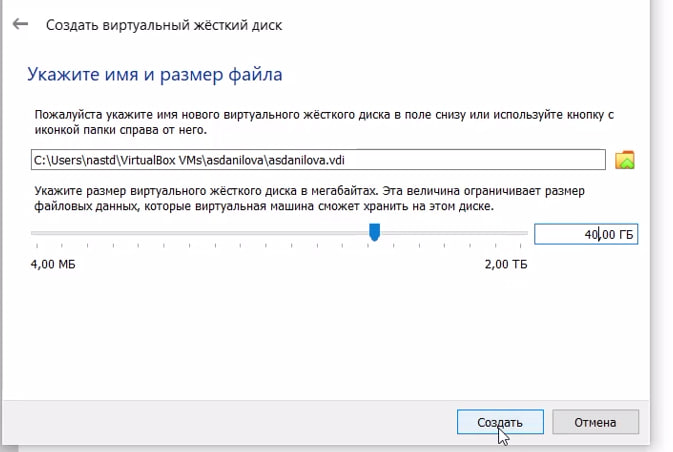 Создать виртуальный жёсткий диск
Укажите имя и размер файла
Пожалуйста укажите имя нового виртуального жёсткого диска в поле снизу или используйте кнопку с
иконкой папки справа от него.
C:\Users\nastd\VirtualBox VMs\asdanilova\asdanilova.vdi
Укажите размер виртуального жёсткого диска в мегабайтах. Эта величина ограничивает размер
файловых данных, которые виртуальная машина сможет хранить на этом диске.
40,00 ГБ
4,00 МБ 2,00 ТБ
Создать Отмена